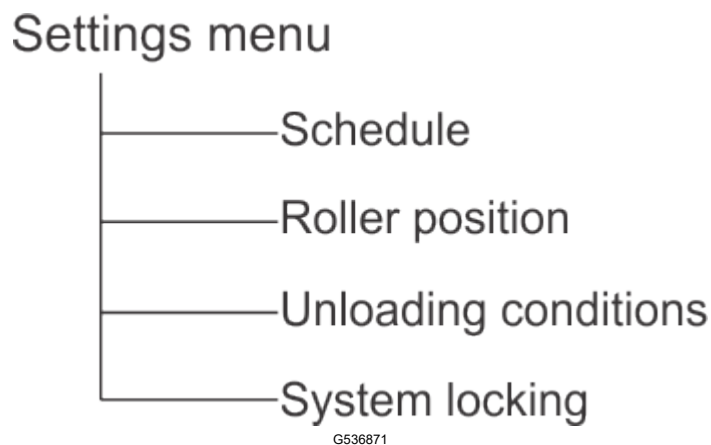 Settings menu
Schedule
Roller position
Unloading conditions
System locking
G536871